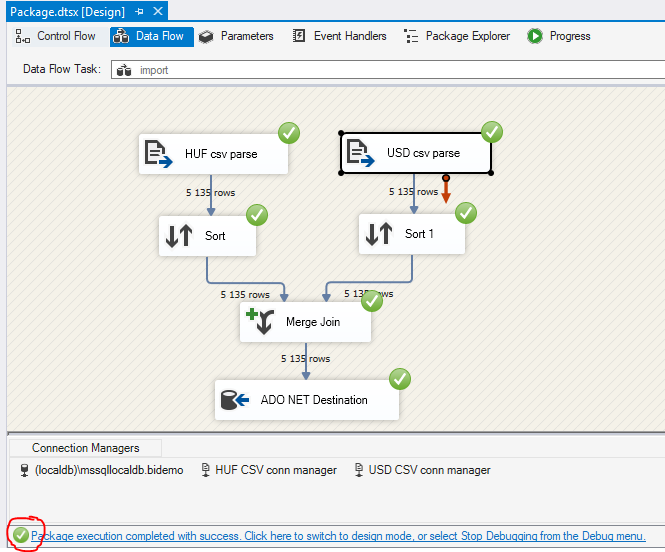 Package.dtsx [Design]
Control Flow Data Flow Parameters Event Handlers Package Explorer Progress
Data Flow Task: import
HUF csv parse USD csv parse
5 135 rows 5 135 rows
Sort Sort 1
5 135 rows 5 135 rows
Merge Join
5 135 rows
ADO NET Destination
Connection Managers
(localdb)\mssqllocaldb.bidemo HUF CSV conn manager USD CSV conn manager
Package execution completed with success. Click here to switch to design mode, or select Stop Debugging from the Debug menu.